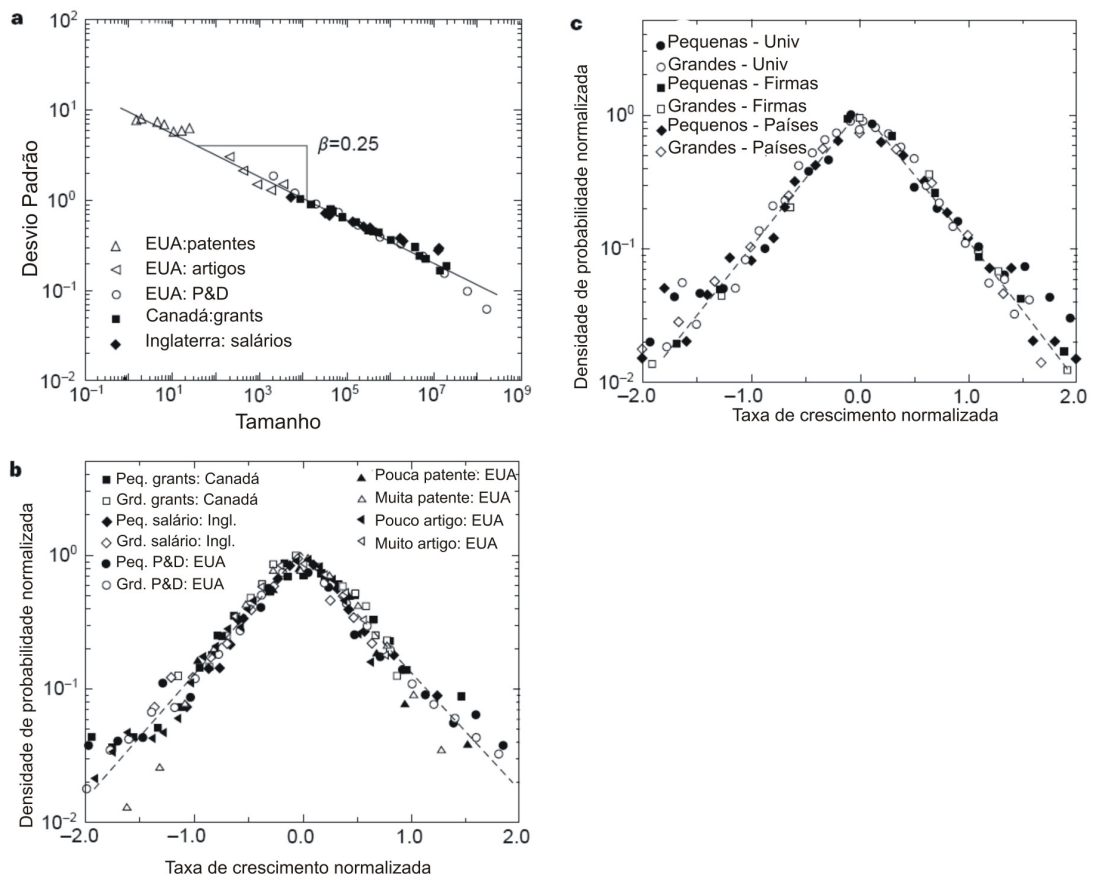 a
10²
10¹
10⁰
10⁻¹
10⁻²
Desvio Padrão
β=0.25
EUA:patentes
EUA: artigos
EUA: P&D
Canadá:grants
Inglaterra: salários
10⁻¹ 10¹ 10³ 10⁵ 10⁷ 10⁹
Tamanho
c
Pequenas - Univ
Grandes - Univ
Pequenas - Firmas
Grandes - Firmas
Pequenos - Países
Grandes - Países
Densidade de probabilidade normalizada
10⁰
10⁻¹
10⁻²
−2.0 −1.0 0.0 1.0 2.0
Taxa de crescimento normalizada
b
Peq. grants: Canadá
Grd. grants: Canadá
Peq. salário: Ingl.
Grd. salário: Ingl.
Peq. P&D: EUA
Grd. P&D: EUA
Pouca patente: EUA
Muita patente: EUA
Pouco artigo: EUA
Muito artigo: EUA
Densidade de probabilidade normalizada
10⁰
10⁻¹
10⁻²
−2.0 −1.0 0.0 1.0 2.0
Taxa de crescimento normalizada